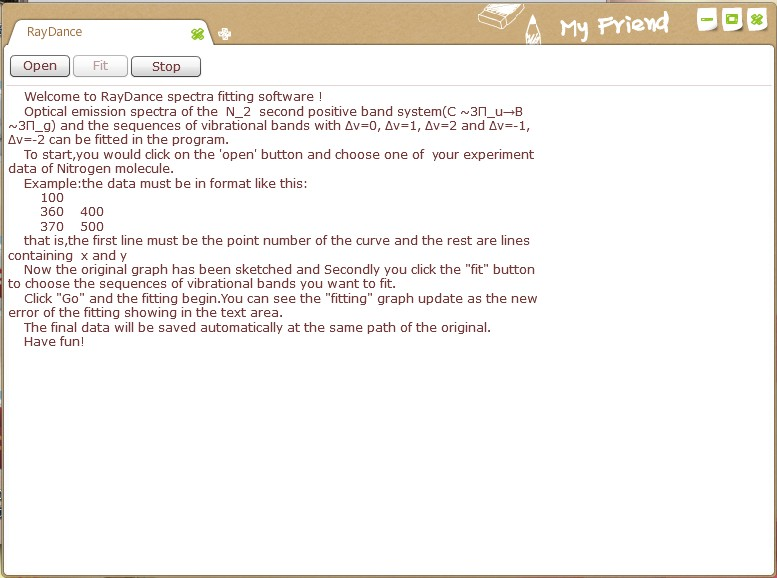 RayDance
My Friend
Open Fit Stop
Welcome to RayDance spectra fitting software !
Optical emission spectra of the N_2 second positive band system(C ~3Π_u→B
~3Π_g) and the sequences of vibrational bands with Δv=0, Δv=1, Δv=2 and Δv=-1,
Δv=-2 can be fitted in the program.
To start,you would click on the 'open' button and choose one of your experiment
data of Nitrogen molecule.
Example:the data must be in format like this:
100
360 400
370 500
that is,the first line must be the point number of the curve and the rest are lines
containing x and y
Now the original graph has been sketched and Secondly you click the "fit" button
to choose the sequences of vibrational bands you want to fit.
Click "Go" and the fitting begin.You can see the "fitting" graph update as the new
error of the fitting showing in the text area.
The final data will be saved automatically at the same path of the original.
Have fun!